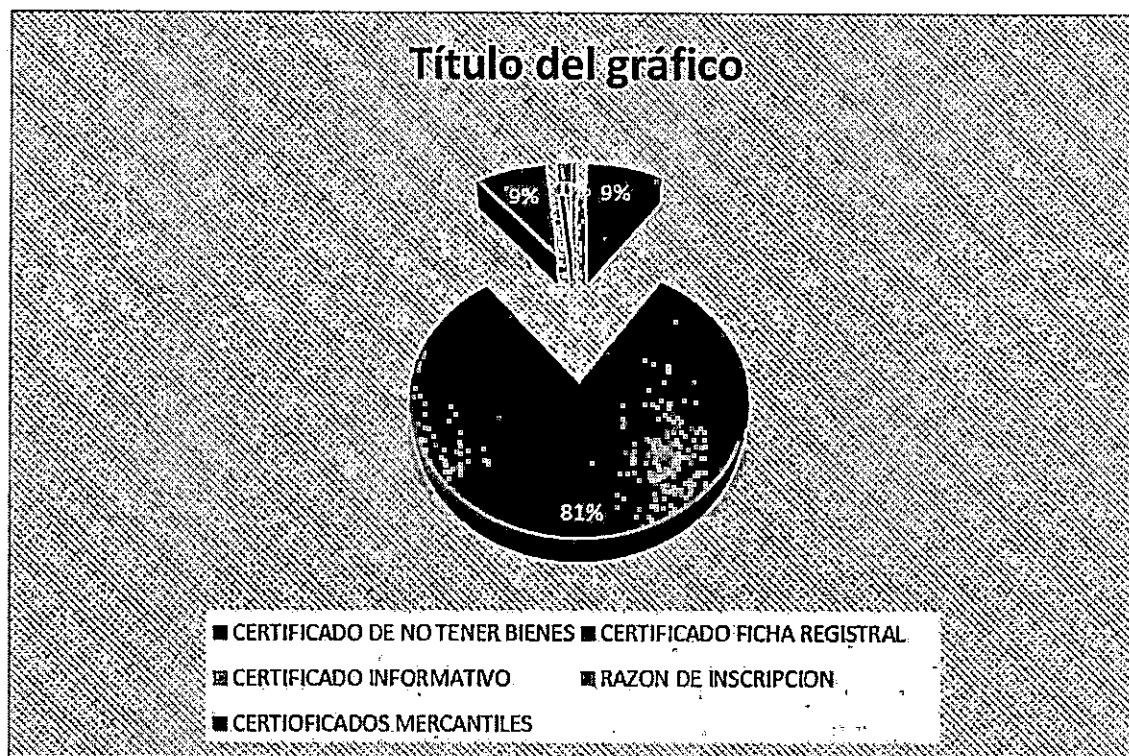 Título del gráfico
9%
9%
81%
CERTIFICADO DE NO TENER BIENES
CERTIFICADO FICHA REGISTRAL
CERTIFICADO INFORMATIVO
RAZON DE INSCRIPCION
CERTIOFICADOS MERCANTILES